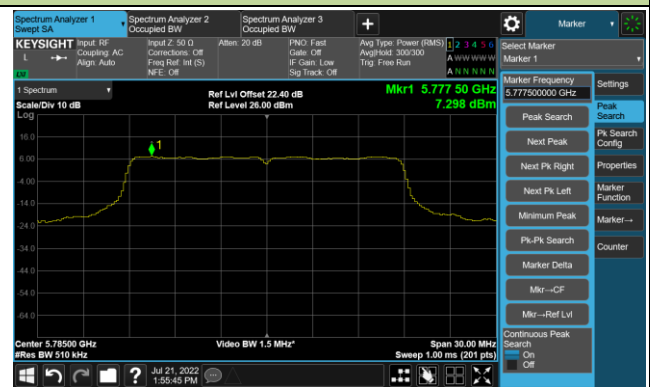 Spectrum Analyzer 1
Swept SA
Spectrum Analyzer 2
Occupied BW
Spectrum Analyzer 3
Occupied BW
+
Marker
KEYSIGHT
L
LXI
Input: RF
Coupling: AC
Align: Auto
Input Z: 50 Ω
Corrections: Off
Freq Ref: Int (S)
NFE: Off
Atten: 20 dB
PNO: Fast
Gate: Off
IF Gain: Low
Sig Track: Off
Avg Type: Power (RMS)
Avg|Hold: 300/300
Trig: Free Run
1 2 3 4 5 6
A W W W W W
A N N N N N
Select Marker
Marker 1
1 Spectrum
Scale/Div 10 dB
Log
Ref Lvl Offset 22.40 dB
Ref Level 26.00 dBm
Mkr1 5.777 50 GHz
7.298 dBm
16.0
6.00
-4.00
-14.0
-24.0
-34.0
-44.0
-54.0
-64.0
1
Center 5.78500 GHz
#Res BW 510 kHz
Video BW 1.5 MHz*
Span 30.00 MHz
Sweep 1.00 ms (201 pts)
Marker Frequency
5.777500000 GHz
Peak Search
Next Peak
Next Pk Right
Next Pk Left
Minimum Peak
Pk-Pk Search
Marker Delta
Mkr→CF
Mkr→Ref Lvl
Continuous Peak
Search
On
Off
Settings
Peak
Search
Pk Search
Config
Properties
Marker
Function
Marker→
Counter
?
Jul 21, 2022
1:55:45 PM